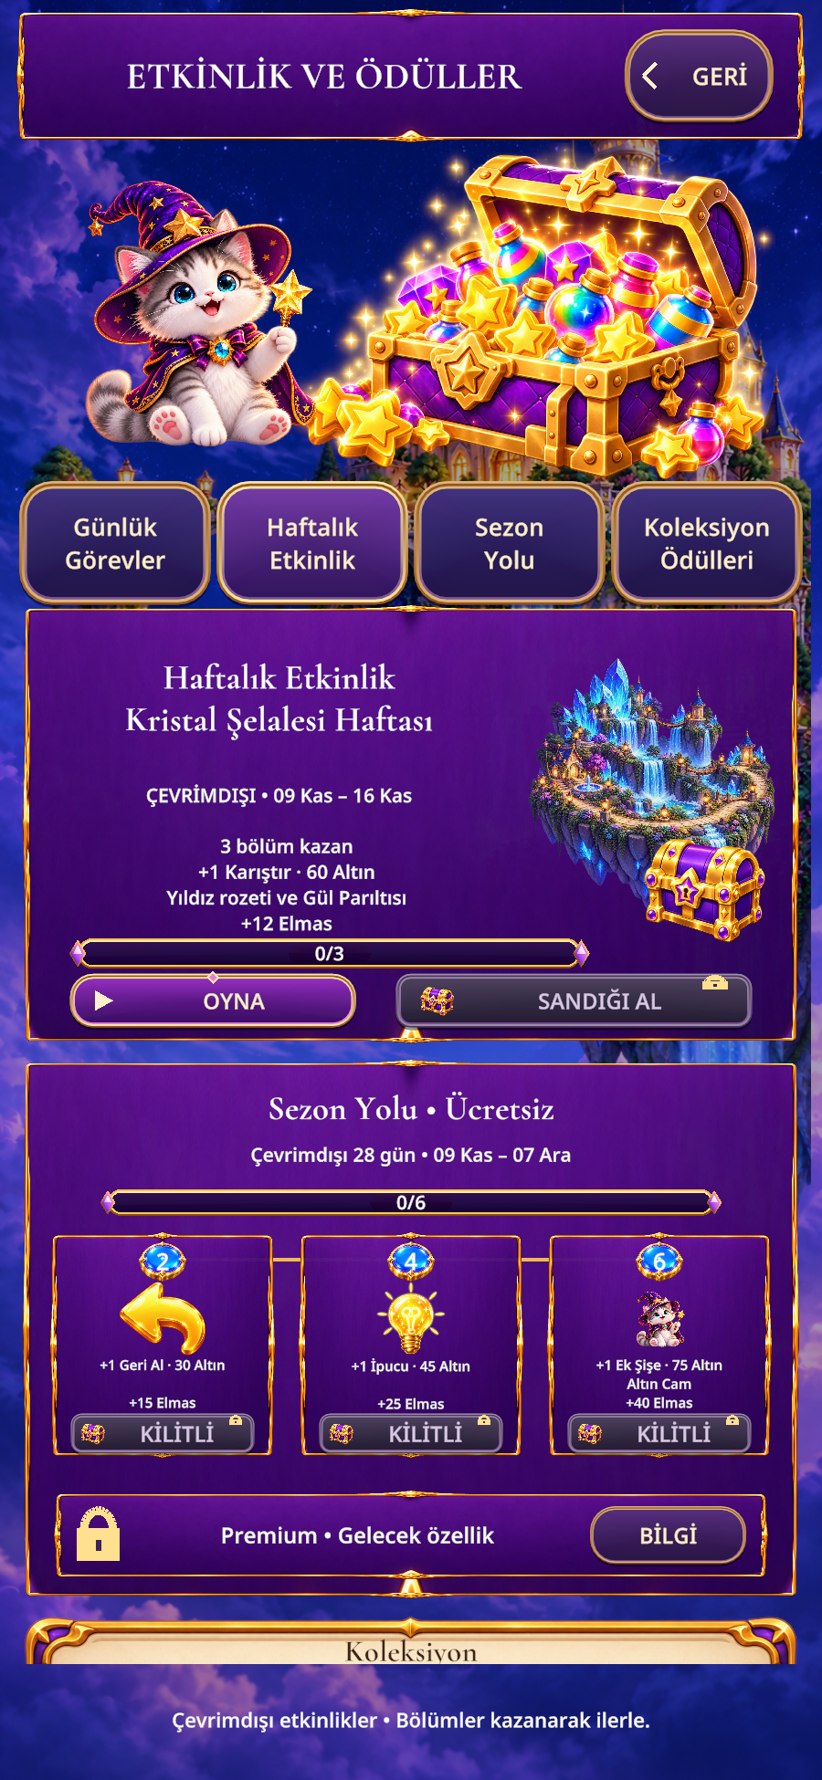 ETKİNLİK VE ÖDÜLLER
GERİ
Günlük
Görevler
Haftalık
Etkinlik
Sezon
Yolu
Koleksiyon
Ödülleri
Haftalık Etkinlik
Kristal Şelalesi Haftası
ÇEVRİMDIŞI • 09 Kas – 16 Kas
3 bölüm kazan
+1 Karıştır · 60 Altın
Yıldız rozeti ve Gül Parıltısı
+12 Elmas
0/3
OYNA
SANDIĞI AL
Sezon Yolu • Ücretsiz
Çevrimdışı 28 gün • 09 Kas – 07 Ara
0/6
2
+1 Geri Al · 30 Altın
+15 Elmas
KİLİTLİ
4
+1 İpucu · 45 Altın
+25 Elmas
KİLİTLİ
6
+1 Ek Şişe · 75 Altın
Altın Cam
+40 Elmas
KİLİTLİ
Premium • Gelecek özellik
BİLGİ
Koleksiyon
Çevrimdışı etkinlikler • Bölümler kazanarak ilerle.